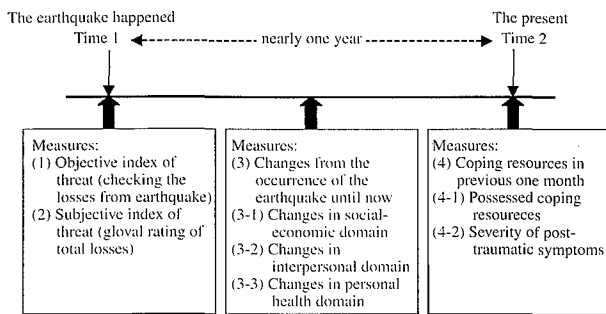 The earthquake happened
The present
Time 1
nearly one year
Time 2
Measures:
(1) Objective index of
threat (checking the
losses from earthquake)
(2) Subjective index of
threat (gloval rating of
total losses)
Measures:
(3) Changes from the
occurrence of the
earthquake until now
(3-1) Changes in social-
economic domain
(3-2) Changes in
interpersonal domain
(3-3) Changes in personal
health domain
Measures:
(4) Coping resources in
previous one month
(4-1) Possessed coping
resoureces
(4-2) Severity of post-
traumatic symptoms